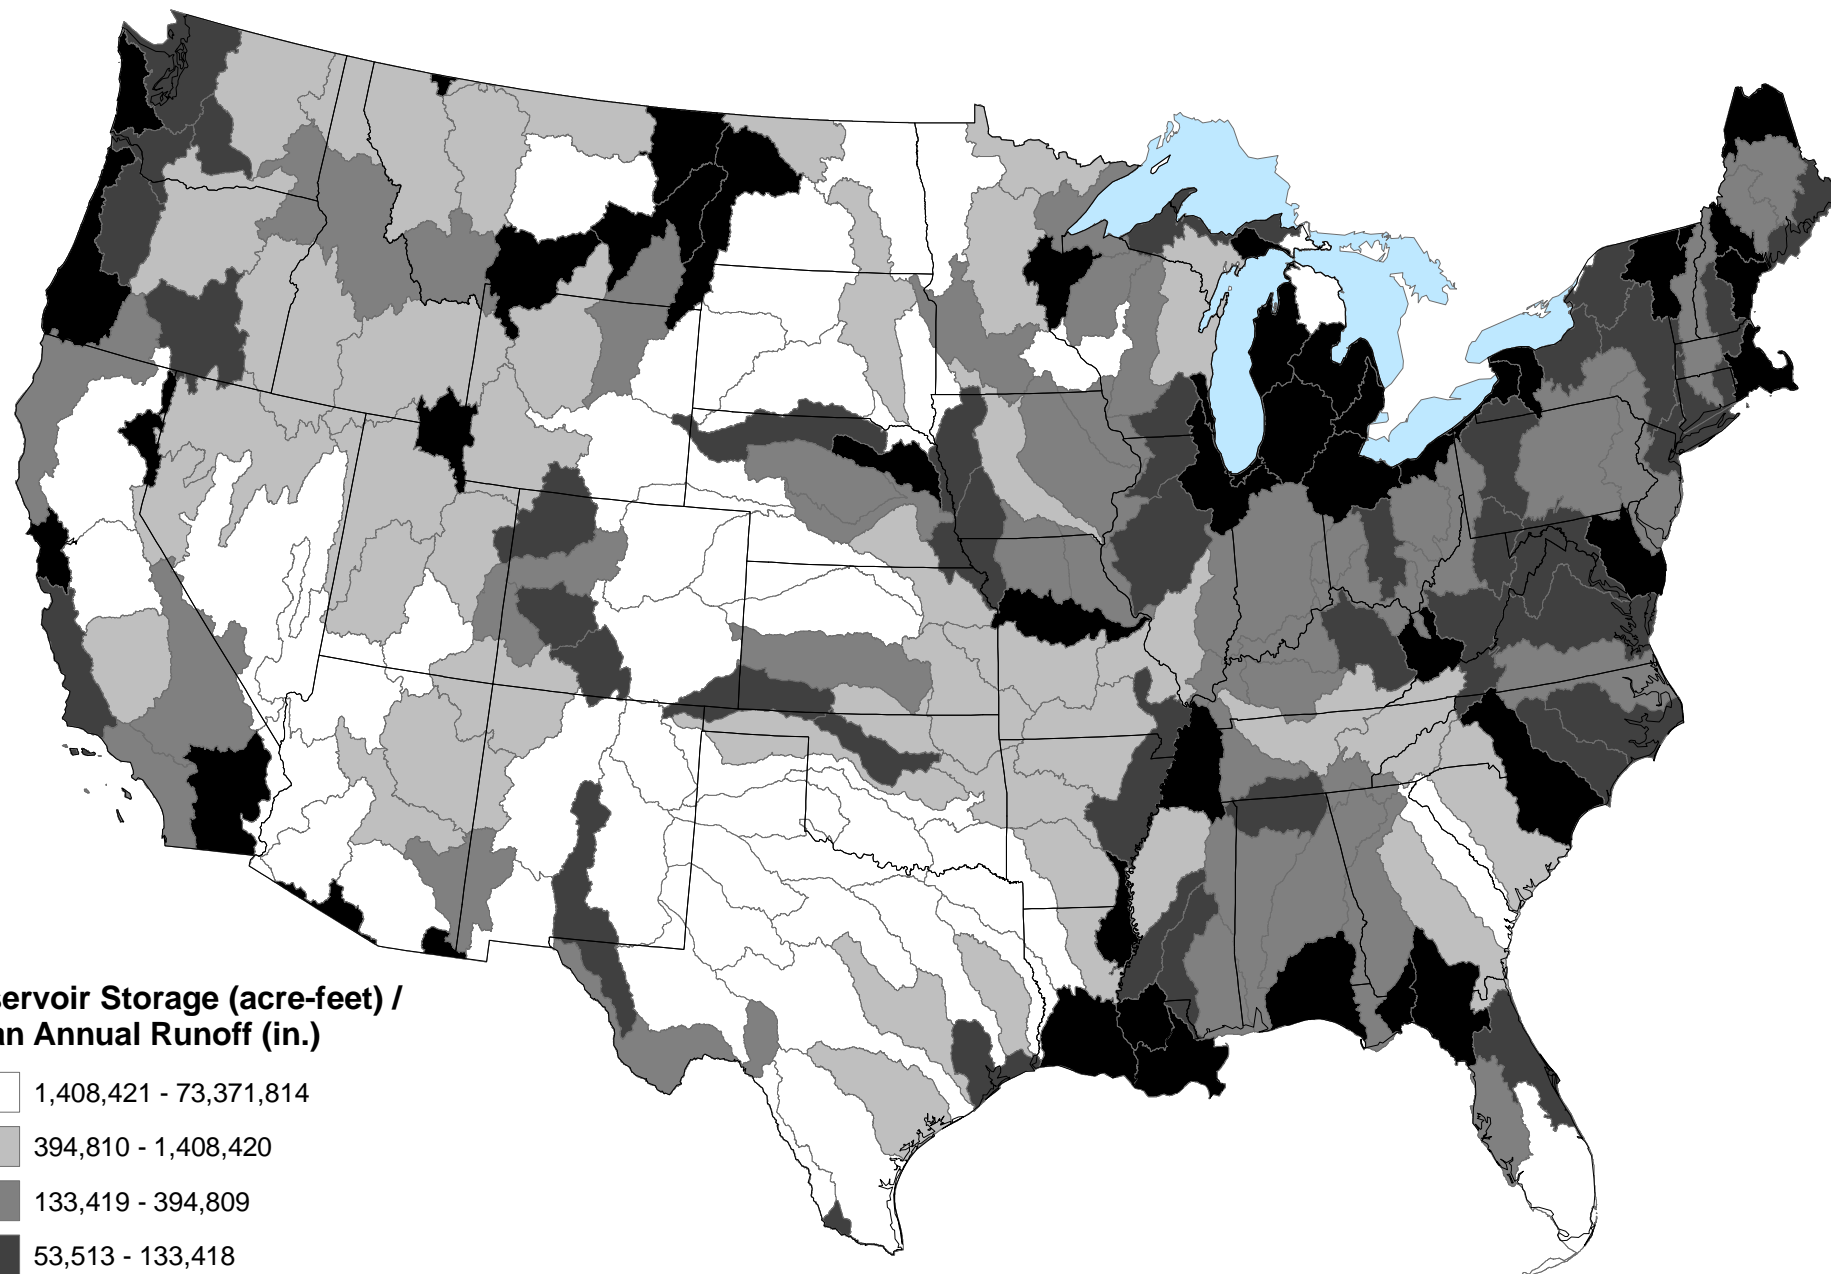 ervoir Storage (acre-feet) /
n Annual Runoff (in.)
1,408,421 - 73,371,814
394,810 - 1,408,420
133,419 - 394,809
53,513 - 133,418